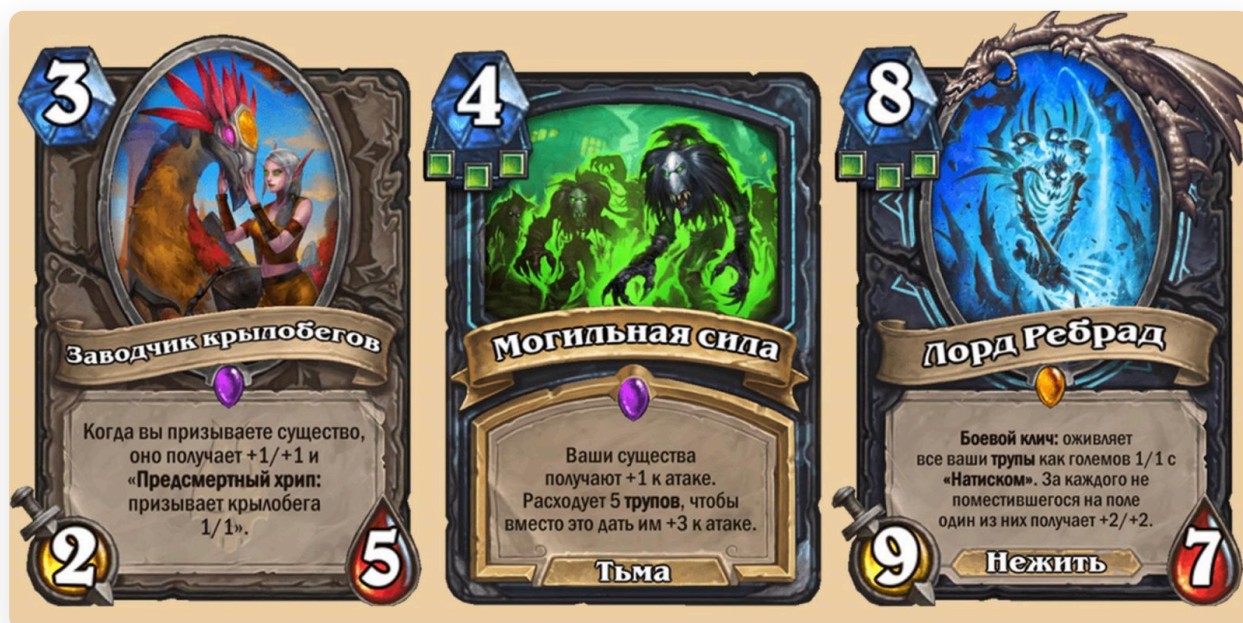 3
Заводчик крылобегов
Когда вы призываете существо,
оно получает +1/+1 и
«Предсмертный хрип:
призывает крылобега
1/1».
2
5
4
Могильная сила
Ваши существа
получают +1 к атаке.
Расходует 5 трупов, чтобы
вместо это дать им +3 к атаке.
Тьма
8
Лорд Ребрад
Боевой клич: оживляет
все ваши трупы как големов 1/1 с
«Натиском». За каждого не
поместившегося на поле
один из них получает +2/+2.
9
Нежить
7